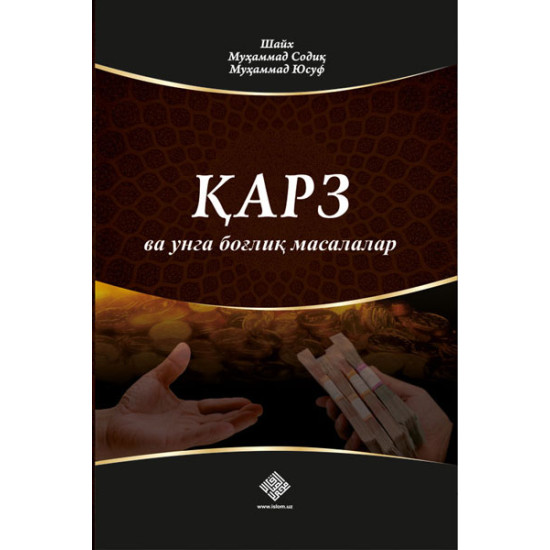 Шайх
Муҳаммад Содиқ
Муҳаммад Юсуф
ҚАРЗ
ва унга боғлиқ масалалар
www.islom.uz